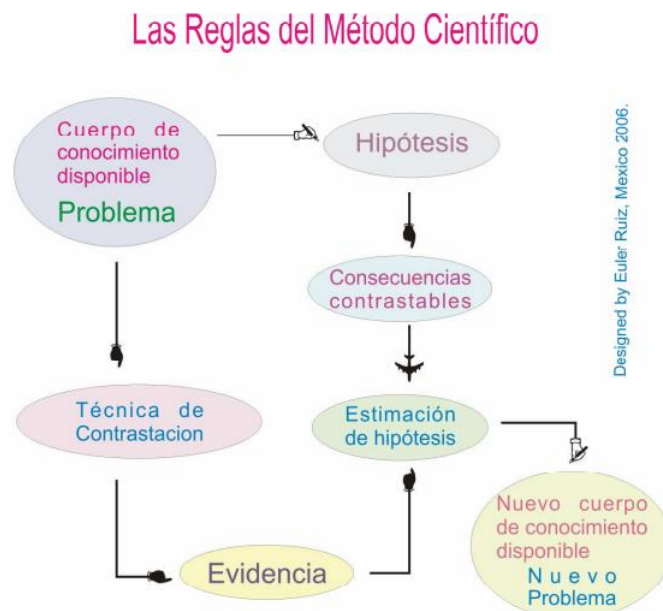 Las Reglas del Método Científico
Cuerpo de
conocimiento
disponible
Problema
Hipótesis
Consecuencias
contrastables
Técnica de
Contrastacion
Estimación
de hipótesis
Evidencia
Nuevo cuerpo
de conocimiento
disponible
Nuevo
Problema
Designed by Euler Ruiz, Mexico 2006.